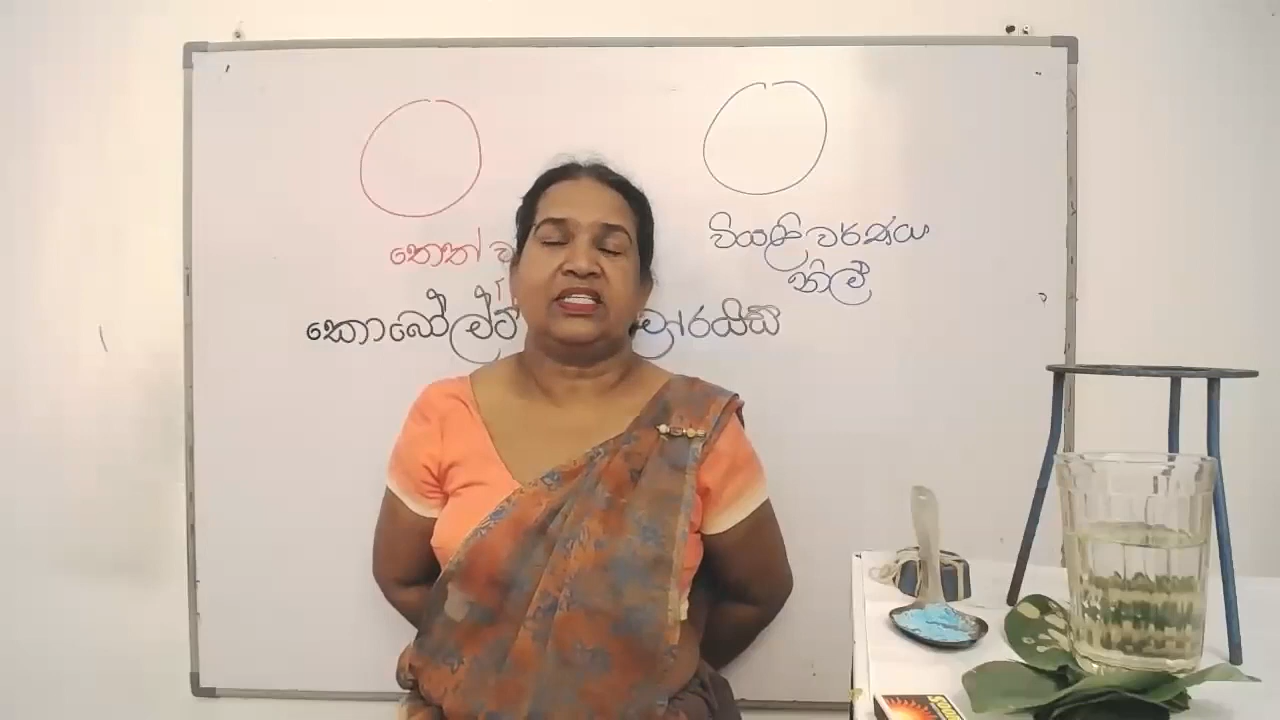 තෙත්
වියළි වර්ණය
නිල්
කොබෝල්ට්